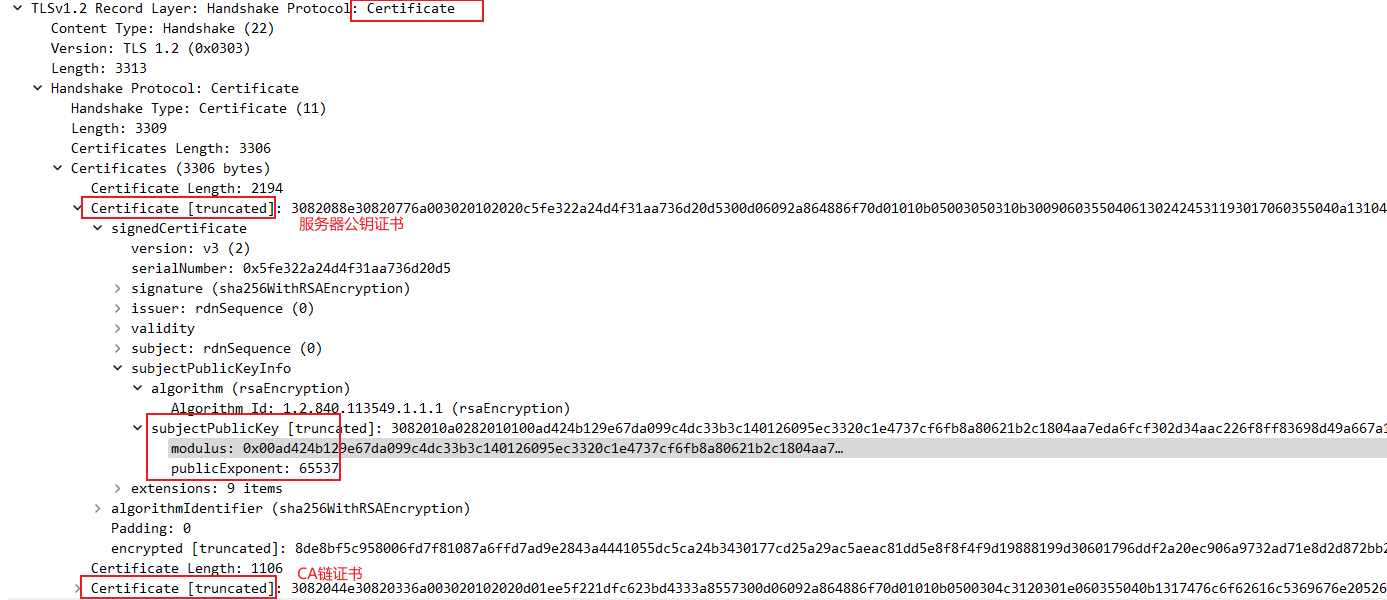 TLSv1.2 Record Layer: Handshake Protocol: Certificate
Content Type: Handshake (22)
Version: TLS 1.2 (0x0303)
Length: 3313
Handshake Protocol: Certificate
Handshake Type: Certificate (11)
Length: 3309
Certificates Length: 3306
Certificates (3306 bytes)
Certificate Length: 2194
Certificate [truncated]: 3082088e30820776a003020102020c5fe322a24d4f31aa736d20d5300d06092a864886f70d01010b05003050310b300906035504061302424531193017060355040a13104
服务器公钥证书
signedCertificate
version: v3 (2)
serialNumber: 0x5fe322a24d4f31aa736d20d5
signature (sha256WithRSAEncryption)
issuer: rdnSequence (0)
validity
subject: rdnSequence (0)
subjectPublicKeyInfo
algorithm (rsaEncryption)
Algorithm Id: 1.2.840.113549.1.1.1 (rsaEncryption)
subjectPublicKey [truncated]: 3082010a0282010100ad424b129e67da099c4dc33b3c140126095ec3320c1e4737cf6fb8a80621b2c1804aa7eda6fcf302d34aac226f8ff83698d49a667a1
modulus: 0x00ad424b129e67da099c4dc33b3c140126095ec3320c1e4737cf6fb8a80621b2c1804aa7…
publicExponent: 65537
extensions: 9 items
algorithmIdentifier (sha256WithRSAEncryption)
Padding: 0
encrypted [truncated]: 8de8bf5c958006fd7f81087a6ffd7ad9e2843a4441055dc5ca24b3430177cd25a29ac5aeac81dd5e8f8f4f9d19888199d30601796ddf2a20ec906a9732ad71e8d2d872bb2
Certificate Length: 1106
CA链证书
Certificate [truncated]: 3082044e30820336a003020102020d01ee5f221dfc623bd4333a8557300d06092a864886f70d01010b0500304c3120301e060355040b1317476c6f62616c5369676e20526